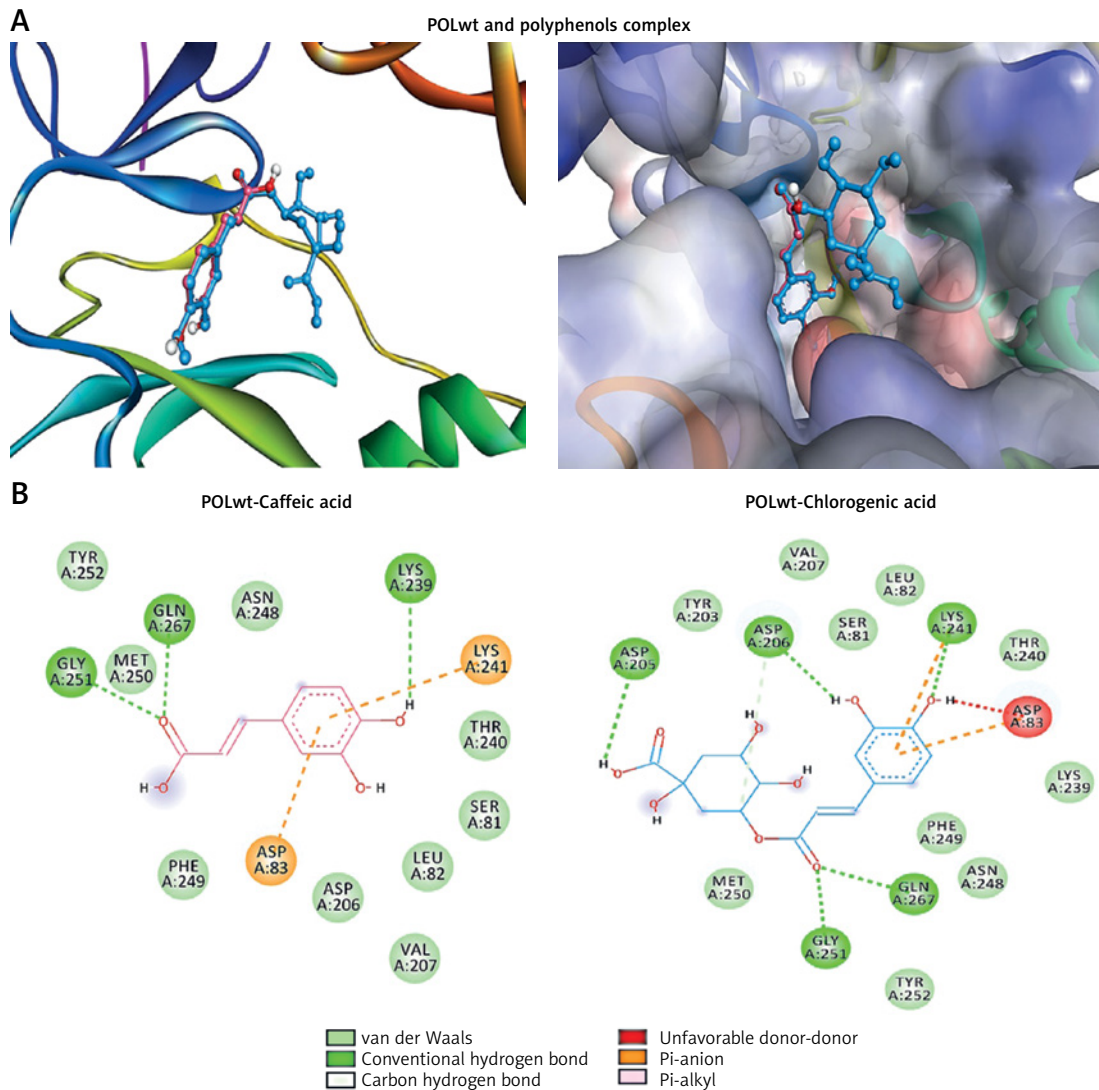 A
POLwt and polyphenols complex
B
POLwt-Caffeic acid
TYR
A:252
GLN
A:267
ASN
A:248
LYS
239
GLY
A:251
MET
A:250
LYS
A:241
O
O
H
THR
A:240
H
O
O
H
SER
A:81
PHE
A:249
ASP
A:83
LEU
A:82
ASP
A:206
VAL
A:207
POLwt-Chlorogenic acid
VAL
A:207
LEU
A:82
TYR
A:203
ASP
A:206
SER
A:81
LYS
A:241
ASP
A:205
THR
A:240
H
O
O
H
ASP
A:83
H
O
O
H
O
H
O
LYS
A:239
O
H
O
O
PHE
A:249
MET
A:250
ASN
A:248
GLN
A:267
GLY
A:251
TYR
A:252
van der Waals
Conventional hydrogen bond
Carbon hydrogen bond
Unfavorable donor-donor
Pi-anion
Pi-alkyl